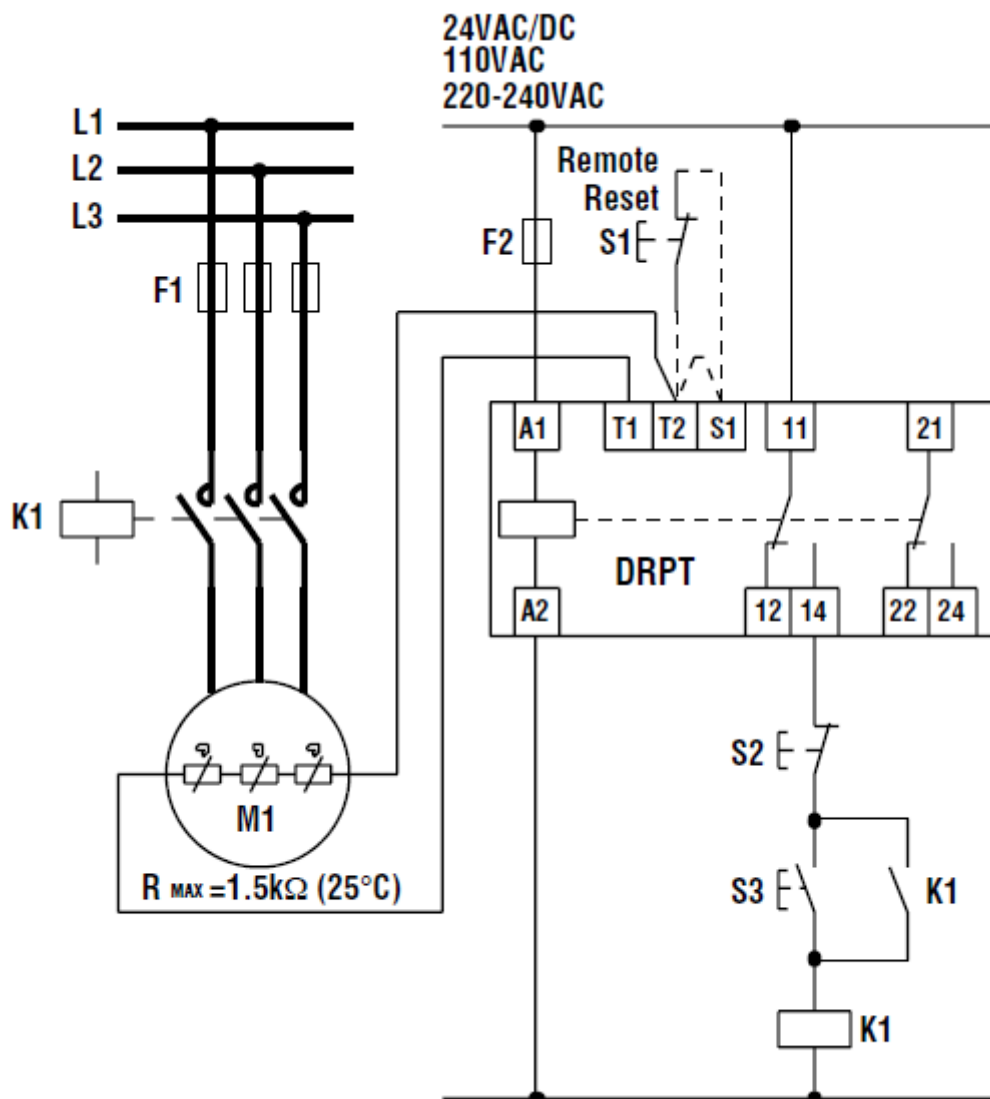 24VAC/DC
110VAC
220-240VAC
L1
L2
L3
Remote
Reset
S1
F2
F1
A1
T1
T2
S1
11
21
K1
DRPT
A2
12
14
22
24
S2
M1
R MAX =1.5kΩ (25°C)
S3
K1
K1